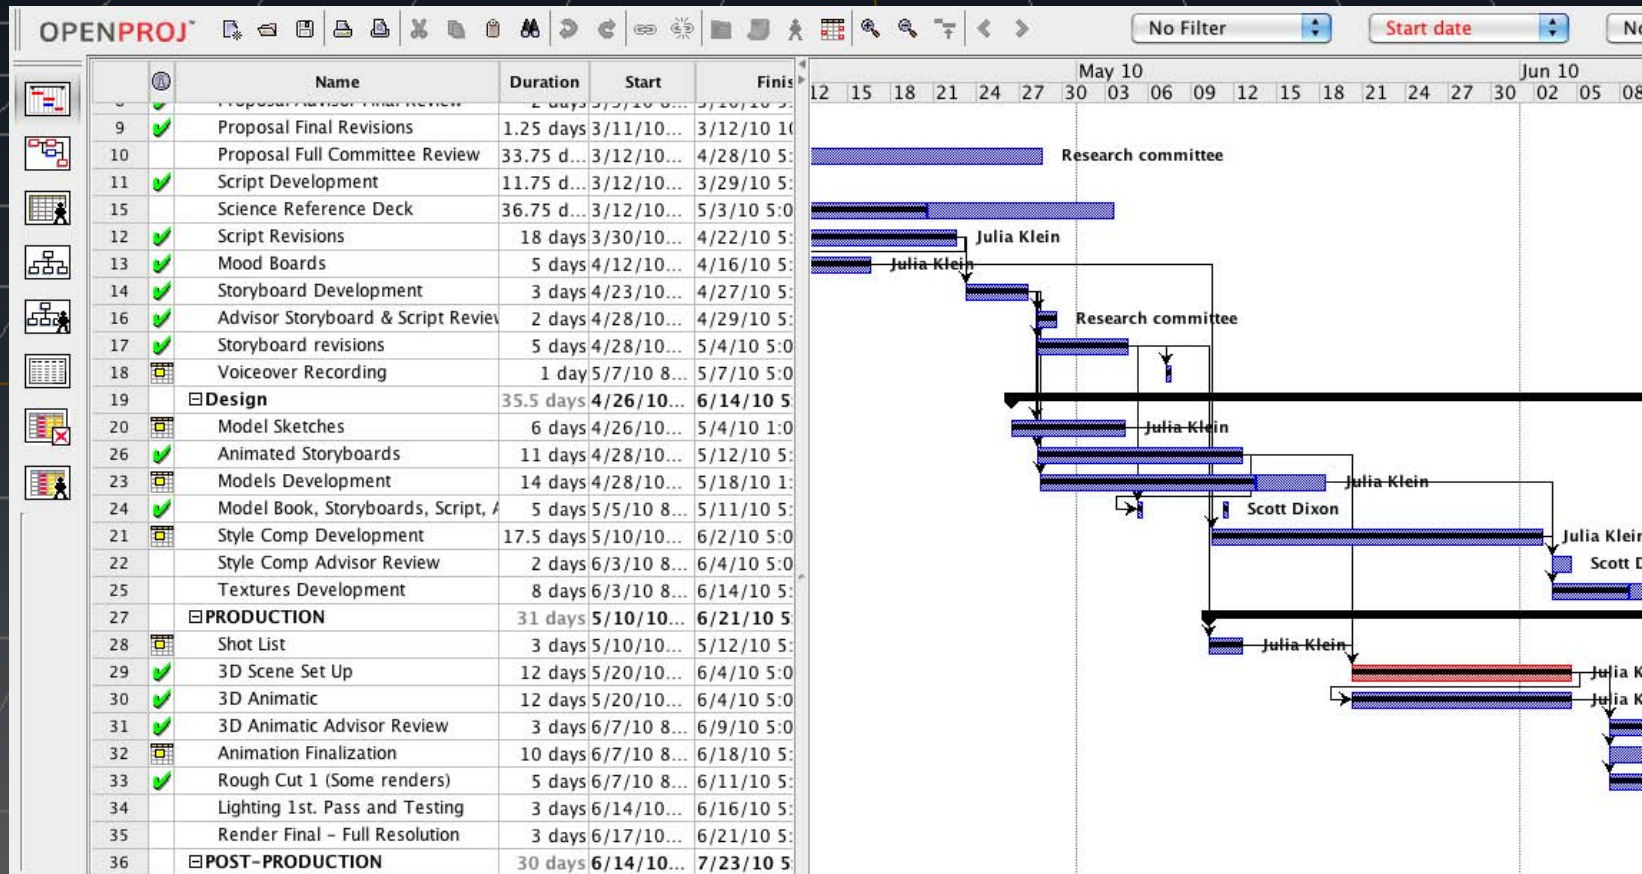 OPENPROJ
No Filter
Start date
Name Duration Start Finis
May 10 Jun 10
12 15 18 21 24 27 30 03 06 09 12 15 18 21 24 27 30 02 05 08
8 Proposal Advisor Final Review 2 days
9 Proposal Final Revisions 1.25 days 3/11/10... 3/12/10 10
10 Proposal Full Committee Review 33.75 d... 3/12/10... 4/28/10 5: Research committee
11 Script Development 11.75 d... 3/12/10... 3/29/10 5:
15 Science Reference Deck 36.75 d... 3/12/10... 5/3/10 5:0
12 Script Revisions 18 days 3/30/10... 4/22/10 5: Julia Klein
13 Mood Boards 5 days 4/12/10... 4/16/10 5: Julia Klein
14 Storyboard Development 3 days 4/23/10... 4/27/10 5:
16 Advisor Storyboard & Script Review 2 days 4/28/10... 4/29/10 5: Research committee
17 Storyboard revisions 5 days 4/28/10... 5/4/10 5:0
18 Voiceover Recording 1 day 5/7/10 8... 5/7/10 5:0
19 Design 35.5 days 4/26/10... 6/14/10 5
20 Model Sketches 6 days 4/26/10... 5/4/10 1:0 Julia Klein
26 Animated Storyboards 11 days 4/28/10... 5/12/10 5:
23 Models Development 14 days 4/28/10... 5/18/10 1: Julia Klein
24 Model Book, Storyboards, Script, A 5 days 5/5/10 8... 5/11/10 5: Scott Dixon
21 Style Comp Development 17.5 days 5/10/10... 6/2/10 5:0 Julia Klein
22 Style Comp Advisor Review 2 days 6/3/10 8... 6/4/10 5:0 Scott D
25 Textures Development 8 days 6/3/10 8... 6/14/10 5:
27 PRODUCTION 31 days 5/10/10... 6/21/10 5
28 Shot List 3 days 5/10/10... 5/12/10 5: Julia Klein
29 3D Scene Set Up 12 days 5/20/10... 6/4/10 5:0 Julia K
30 3D Animatic 12 days 5/20/10... 6/4/10 5:0 Julia K
31 3D Animatic Advisor Review 3 days 6/7/10 8... 6/9/10 5:0
32 Animation Finalization 10 days 6/7/10 8... 6/18/10 5:
33 Rough Cut 1 (Some renders) 5 days 6/7/10 8... 6/11/10 5:
34 Lighting 1st. Pass and Testing 3 days 6/14/10... 6/16/10 5:
35 Render Final – Full Resolution 3 days 6/17/10... 6/21/10 5:
36 POST-PRODUCTION 30 days 6/14/10... 7/23/10 5